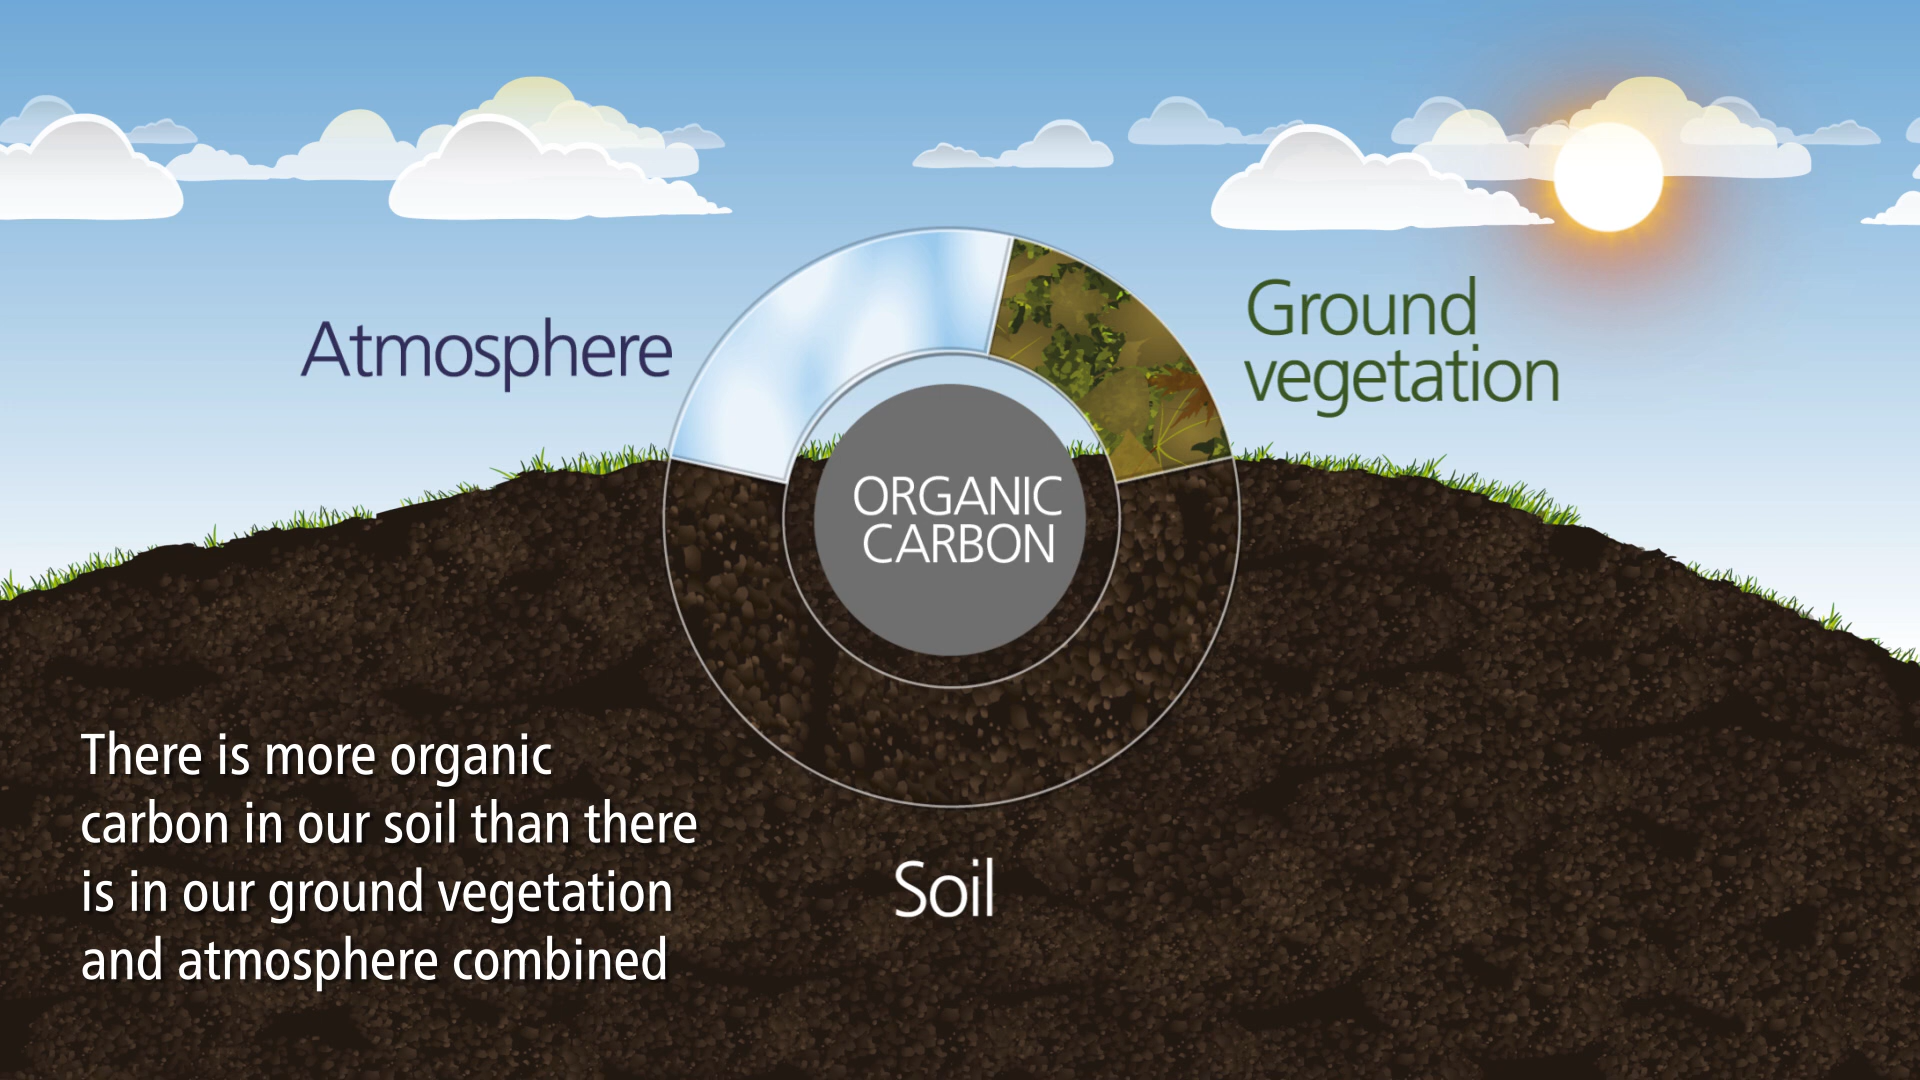 Atmosphere
Ground
vegetation
ORGANIC
CARBON
Soil
There is more organic
carbon in our soil than there
is in our ground vegetation
and atmosphere combined